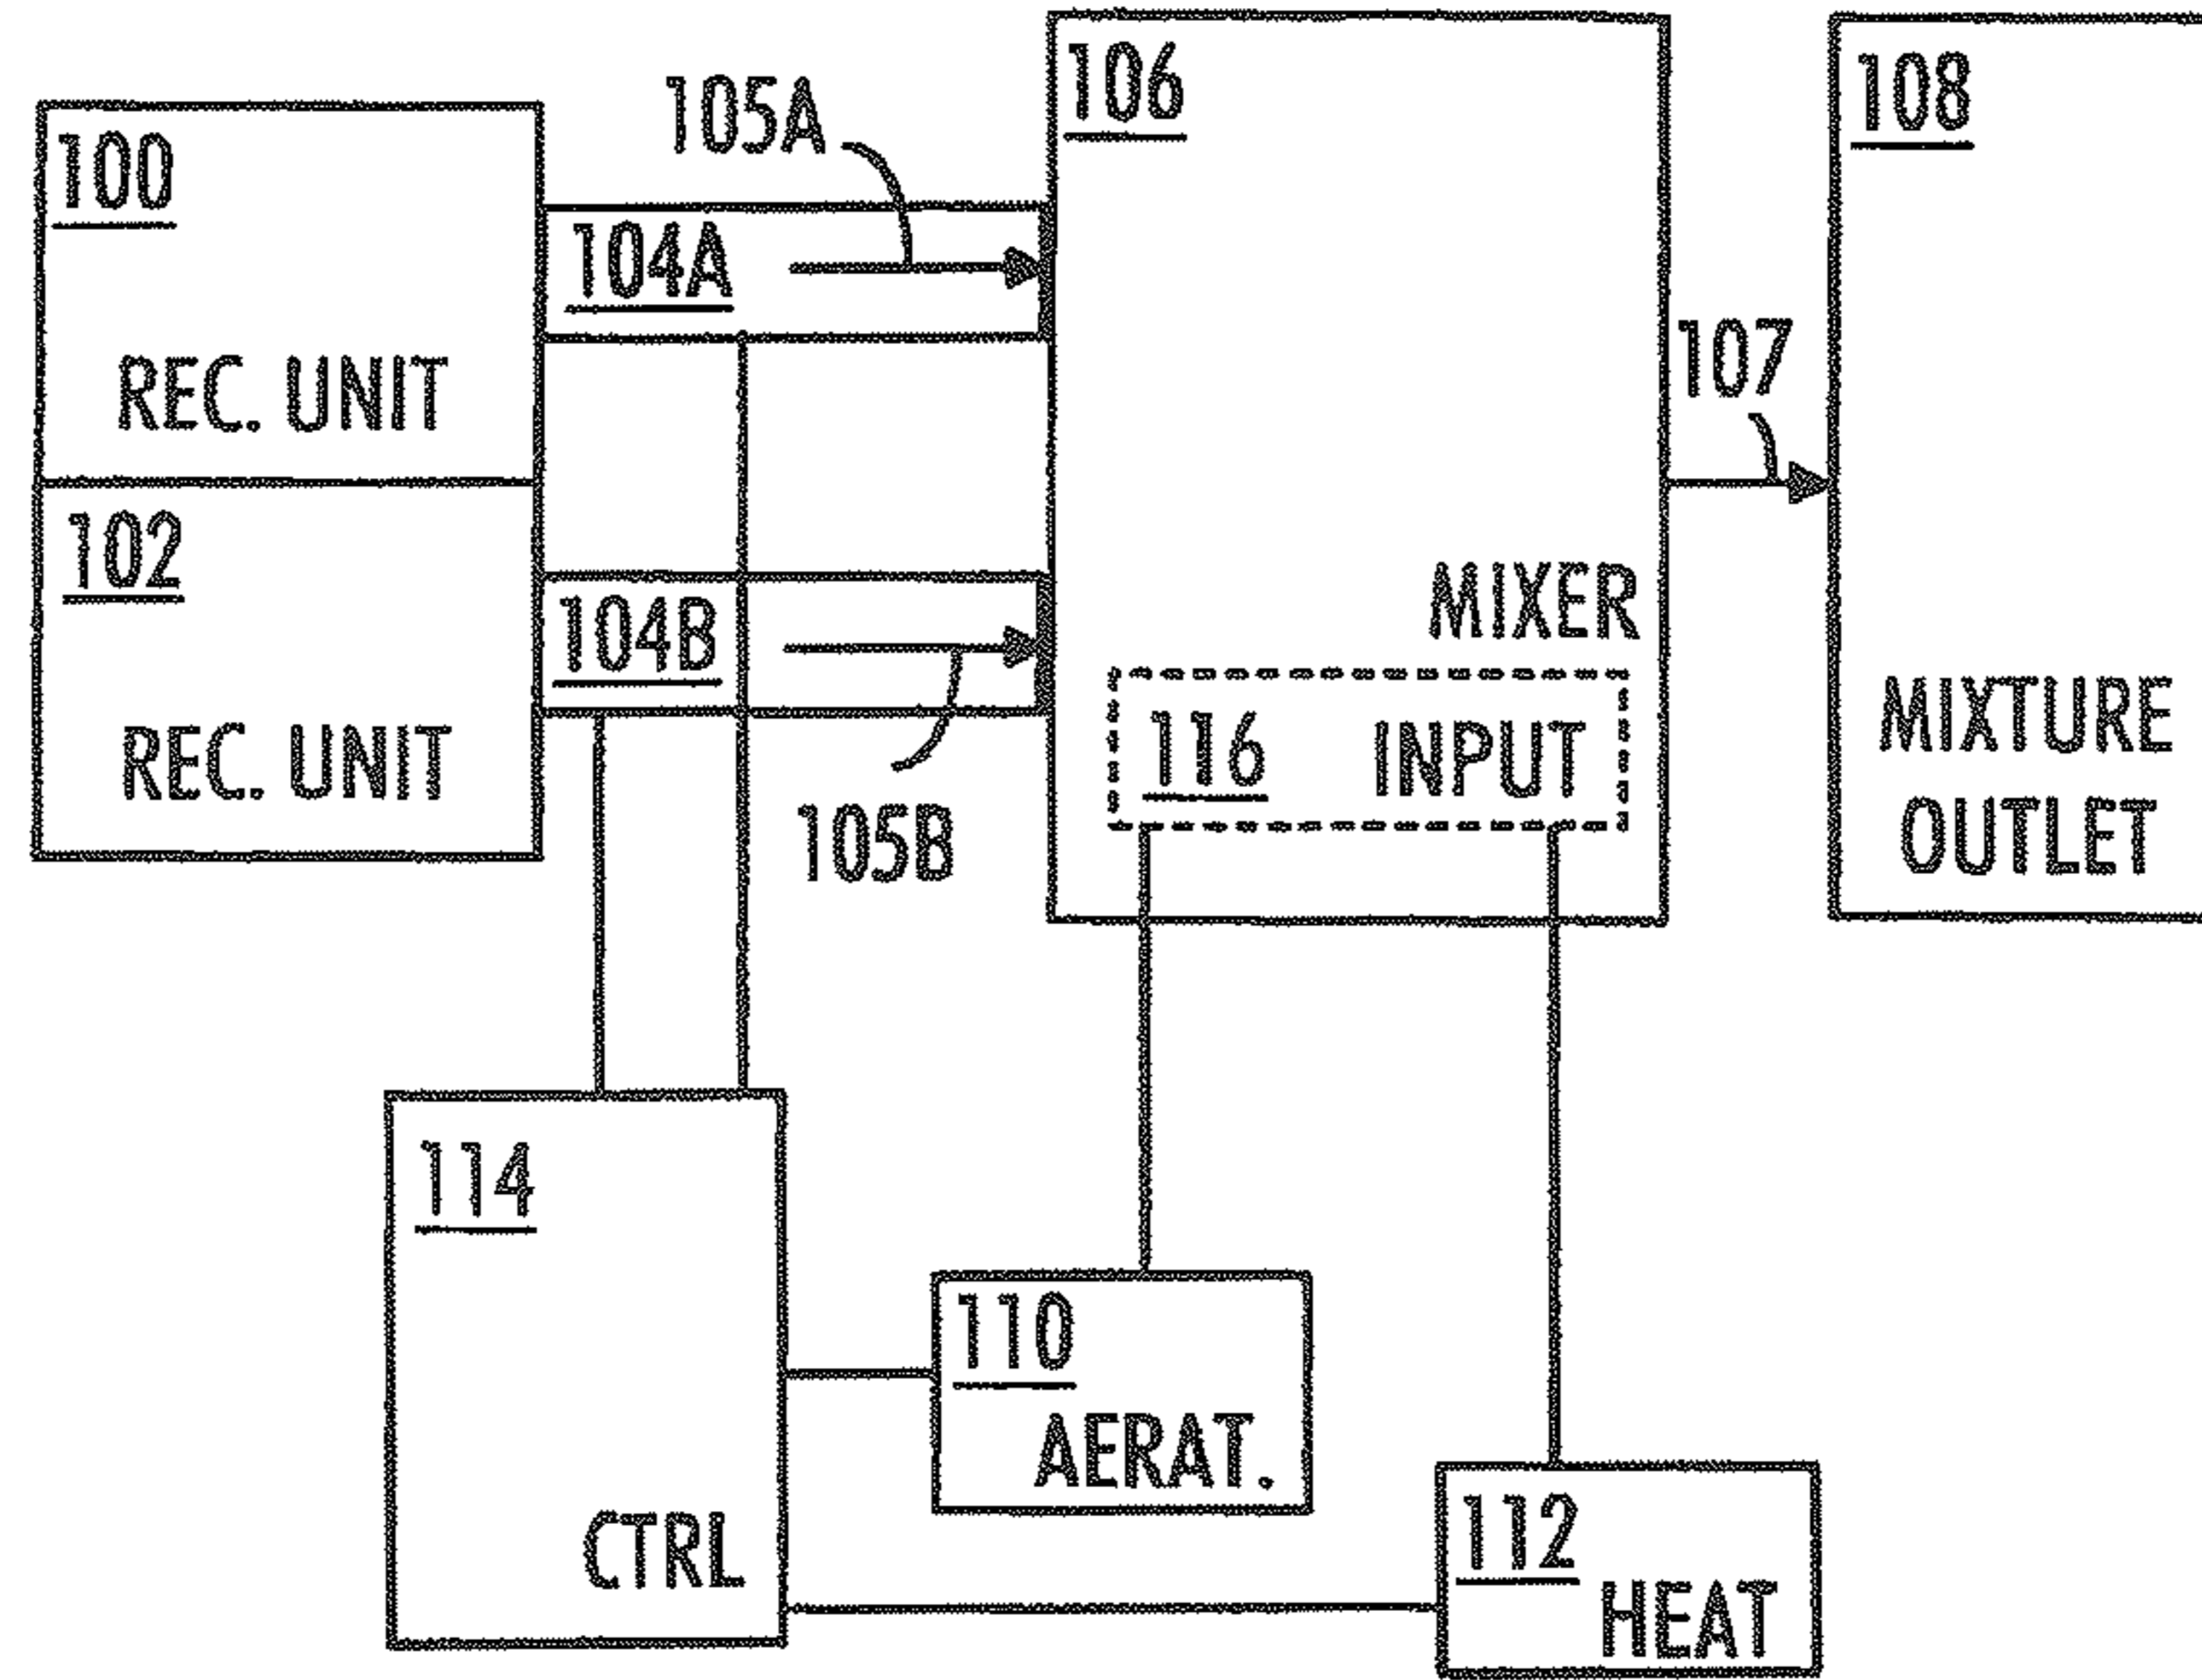 100
REC. UNIT
102
REC. UNIT
104A
105A
104B
105B
106
MIXER
116 INPUT
107
108
MIXTURE
OUTLET
114
CTRL
110
AERAT.
112
HEAT